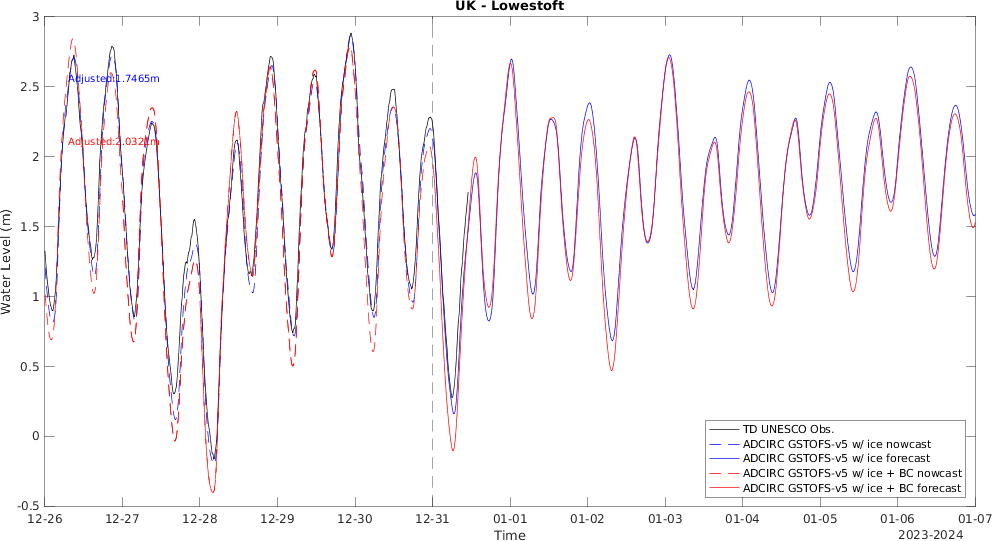 UK - Lowestoft
3
2.5
2
1.5
1
0.5
0
-0.5
Water Level (m)
Adjusted:1.7465m
Adjusted:2.0321m
TD UNESCO Obs.
ADCIRC GSTOFS-v5 w/ ice nowcast
ADCIRC GSTOFS-v5 w/ ice forecast
ADCIRC GSTOFS-v5 w/ ice + BC nowcast
ADCIRC GSTOFS-v5 w/ ice + BC forecast
12-26 12-27 12-28 12-29 12-30 12-31 01-01 01-02 01-03 01-04 01-05 01-06 01-07
Time
2023-2024